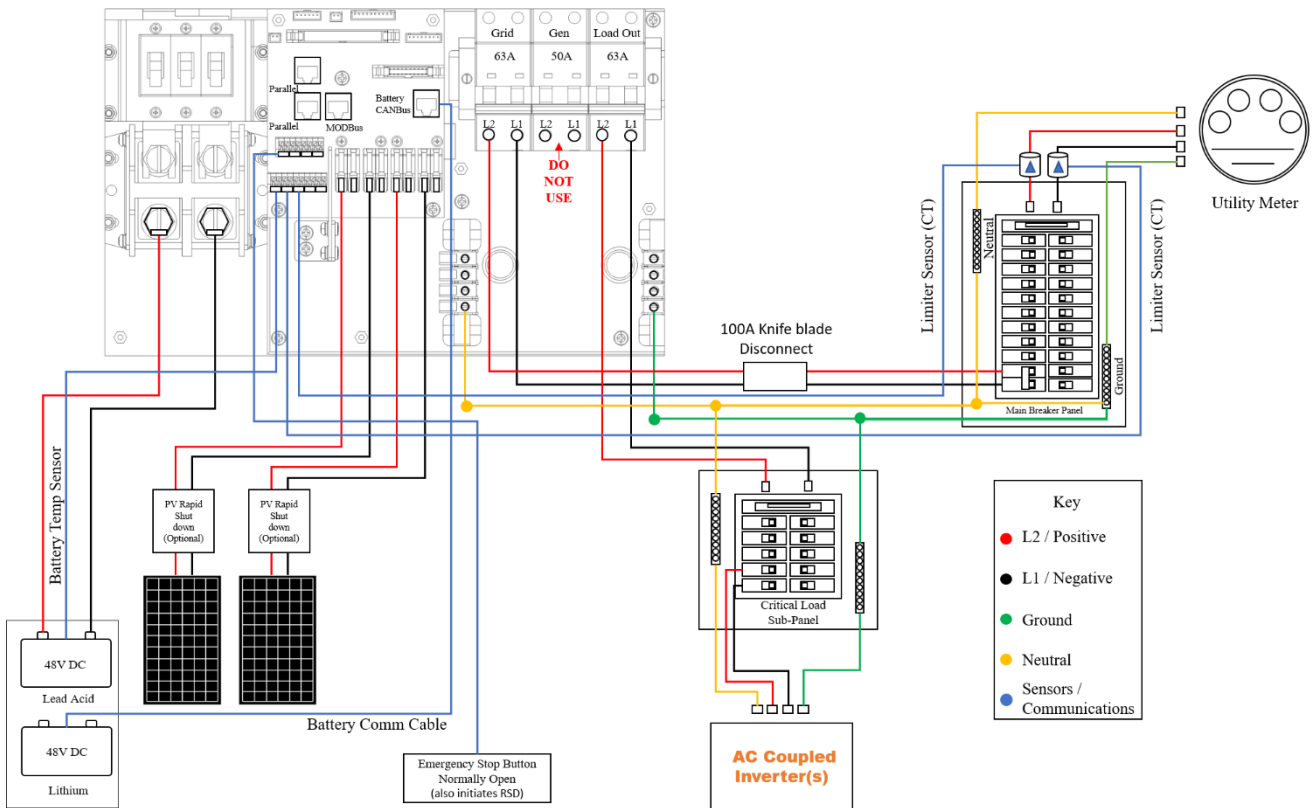 Grid
Gen
Load Out
63A
50A
63A
Parallel
Parallel
MODBus
Battery
CANBus
L2
L1
L2
L1
L2
L1
DO
NOT
USE
Utility Meter
Limiter Sensor (CT)
Neutral
Limiter Sensor (CT)
Ground
Main Breaker Panel
100A Knife blade
Disconnect
Battery Temp Sensor
PV Rapid
Shut
down
(Optional)
PV Rapid
Shut
down
(Optional)
Critical Load
Sub-Panel
Key
L2 / Positive
L1 / Negative
Ground
Neutral
Sensors /
Communications
48V DC
Lead Acid
48V DC
Lithium
Battery Comm Cable
Emergency Stop Button
Normally Open
(also initiates RSD)
AC Coupled
Inverter(s)